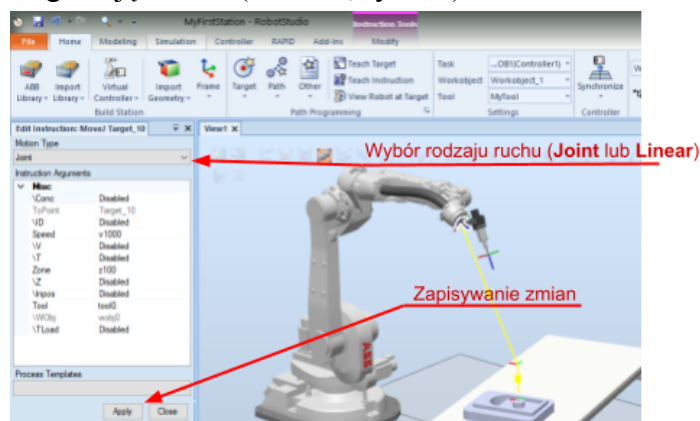 MyFirstStation - RobotStudio
Instruction Tools
File Home Modeling Simulation Controller RAPID Add-Ins Modify
ABB Library
Import Library
Virtual Controller
Import Geometry
Frame
Target
Path
Other
Teach Target
Teach Instruction
View Robot at Target
Task ...OB1(Controller1)
Workobject Workobject_1
Tool MyTool
Synchronize
Build Station
Path Programming
Settings
Controller
Edit Instruction: MoveJ Target_10
View1
Motion Type
Joint
Wybór rodzaju ruchu (Joint lub Linear)
Instruction Arguments
Misc
\Conc Disabled
ToPoint Target_10
\ID Disabled
Speed v1000
\V Disabled
\T Disabled
Zone z100
\Z Disabled
\Inpos Disabled
Tool tool0
\WObj wobj0
\TLoad Disabled
Zapisywanie zmian
ABB
Process Templates
Apply Close